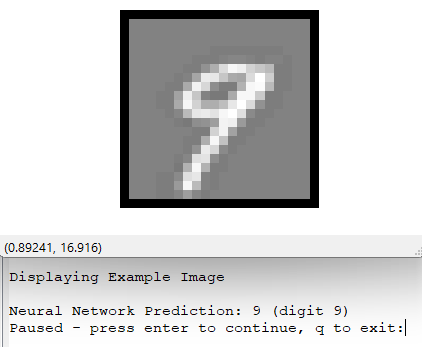 9
(0.89241, 16.916)
Displaying Example Image
Neural Network Prediction: 9 (digit 9)
Paused - press enter to continue, q to exit: